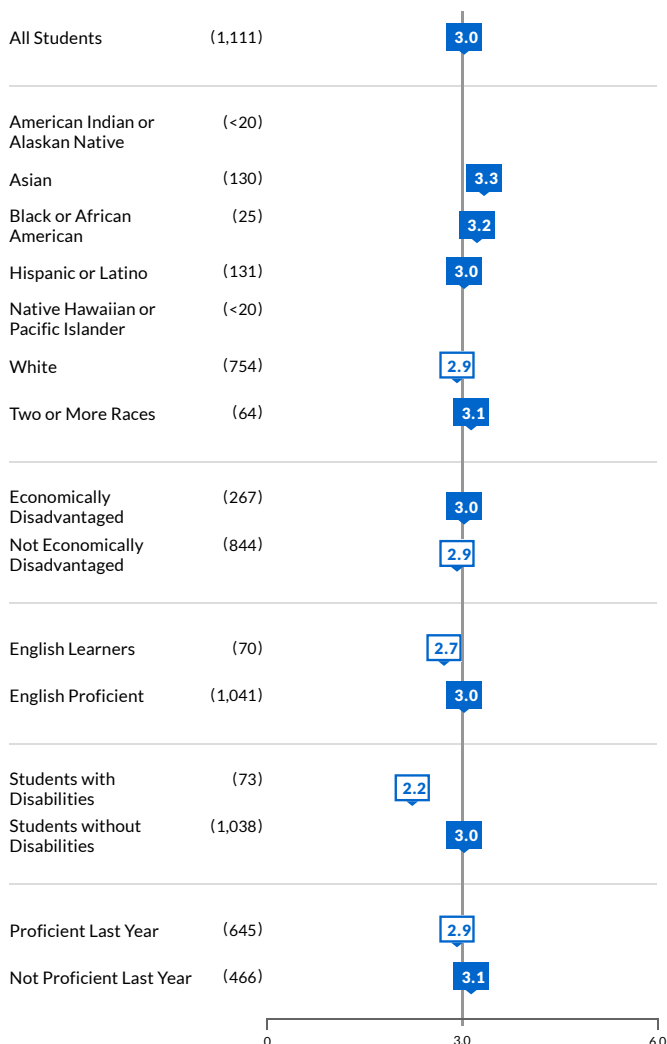 All Students (1,111) 3.0
American Indian or (<20)
Alaskan Native
Asian (130) 3.3
Black or African (25) 3.2
American
Hispanic or Latino (131) 3.0
Native Hawaiian or (<20)
Pacific Islander
White (754) 2.9
Two or More Races (64) 3.1
Economically (267) 3.0
Disadvantaged
Not Economically (844) 2.9
Disadvantaged
English Learners (70) 2.7
English Proficient (1,041) 3.0
Students with (73) 2.2
Disabilities
Students without (1,038) 3.0
Disabilities
Proficient Last Year (645) 2.9
Not Proficient Last Year (466) 3.1
0 3.0 6.0